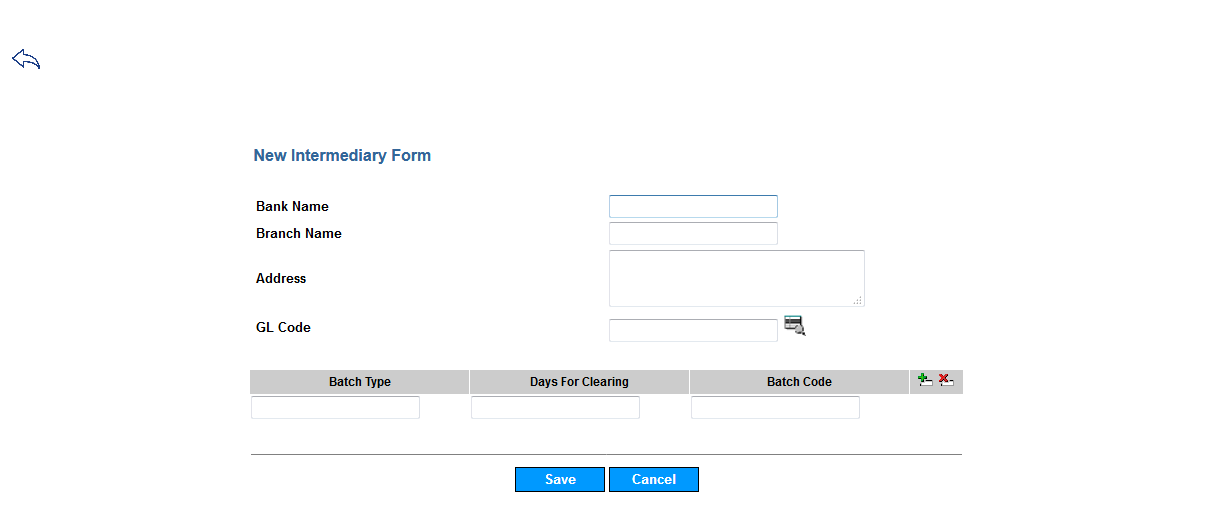 New Intermediary Form
Bank Name
Branch Name
Address
GL Code
Batch Type Days For Clearing Batch Code
Save Cancel